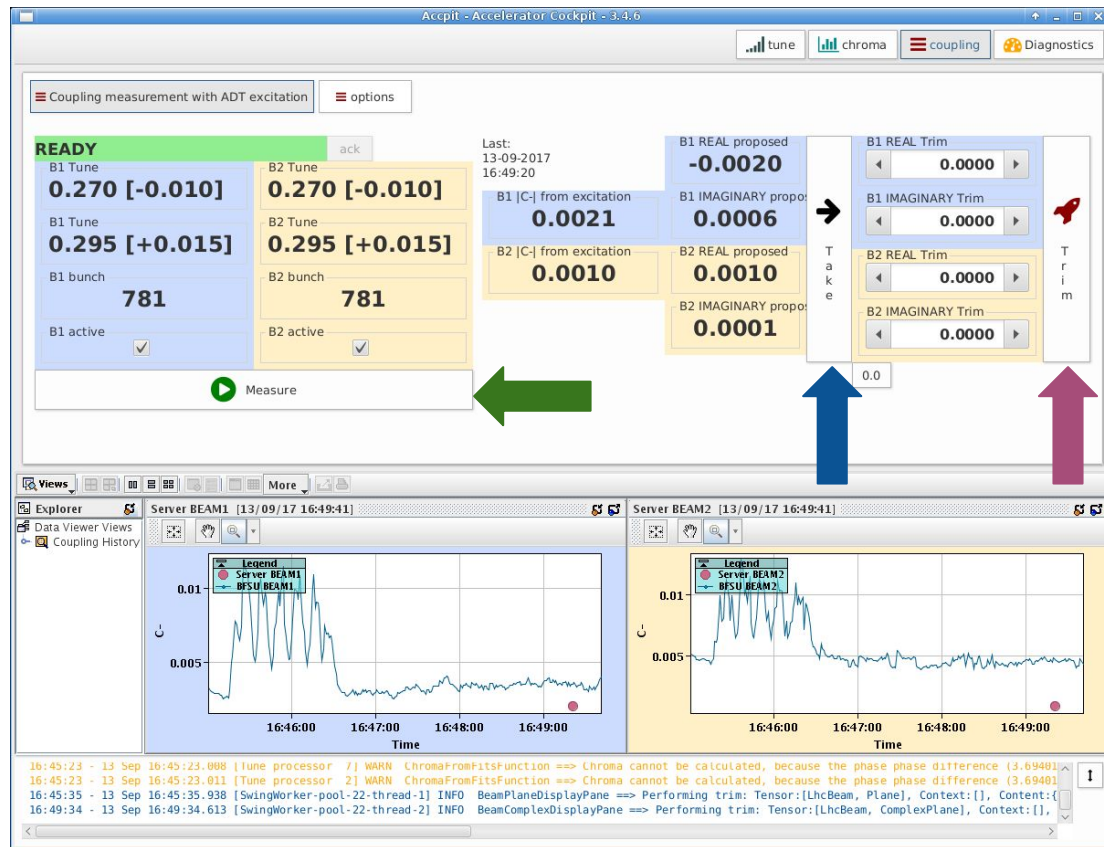 Accpit - Accelerator Cockpit - 3.4.6
tune
chroma
coupling
Diagnostics
Coupling measurement with ADT excitation
options
READY
ack
B1 Tune
0.270 [-0.010]
B2 Tune
0.270 [-0.010]
B1 Tune
0.295 [+0.015]
B2 Tune
0.295 [+0.015]
B1 bunch
781
B2 bunch
781
B1 active
B2 active
Measure
Last:
13-09-2017
16:49:20
B1 |C-| from excitation
0.0021
B2 |C-| from excitation
0.0010
B1 REAL proposed
-0.0020
B1 IMAGINARY propo
0.0006
B2 REAL proposed
0.0010
B2 IMAGINARY propo
0.0001
Take
B1 REAL Trim
0.0000
B1 IMAGINARY Trim
0.0000
B2 REAL Trim
0.0000
B2 IMAGINARY Trim
0.0000
0.0
Trim
Views
More
Explorer
Data Viewer Views
Coupling History
Server BEAM1 [13/09/17 16:49:41]
Legend
Server BEAM1
BFSU BEAM1
0.01
0.005
C-
16:46:00 16:47:00 16:48:00 16:49:00
Time
Server BEAM2 [13/09/17 16:49:41]
Legend
Server BEAM2
BFSU BEAM2
0.01
0.005
C-
16:46:00 16:47:00 16:48:00 16:49:00
Time
16:45:23 - 13 Sep 16:45:23.008 [Tune processor 7] WARN ChromaFromFitsFunction ==> Chroma cannot be calculated, because the phase phase difference (3.69401
16:45:23 - 13 Sep 16:45:23.011 [Tune processor 2] WARN ChromaFromFitsFunction ==> Chroma cannot be calculated, because the phase phase difference (3.69401
16:45:35 - 13 Sep 16:45:35.938 [SwingWorker-pool-22-thread-1] INFO BeamPlaneDisplayPane ==> Performing trim: Tensor:[LhcBeam, Plane], Context:[], Content:{
16:49:34 - 13 Sep 16:49:34.613 [SwingWorker-pool-22-thread-2] INFO BeamComplexDisplayPane ==> Performing trim: Tensor:[LhcBeam, ComplexPlane], Context:[],